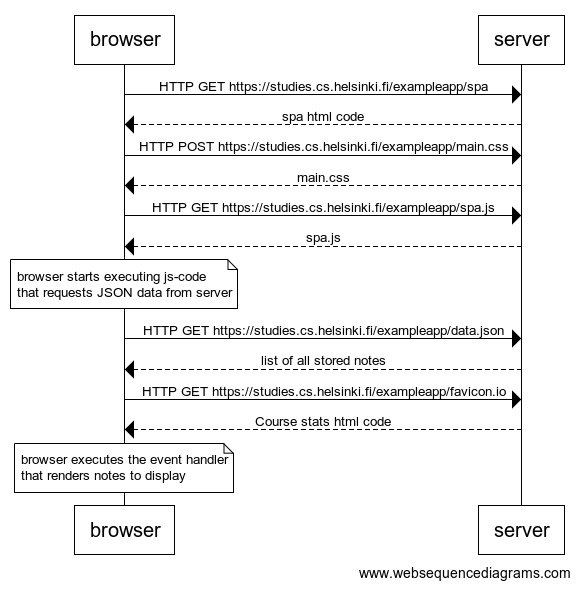 browser
server
HTTP GET https://studies.cs.helsinki.fi/exampleapp/spa
spa html code
HTTP POST https://studies.cs.helsinki.fi/exampleapp/main.css
main.css
HTTP GET https://studies.cs.helsinki.fi/exampleapp/spa.js
spa.js
browser starts executing js-code
that requests JSON data from server
HTTP GET https://studies.cs.helsinki.fi/exampleapp/data.json
list of all stored notes
HTTP GET https://studies.cs.helsinki.fi/exampleapp/favicon.io
Course stats html code
browser executes the event handler
that renders notes to display
browser
server
www.websequencediagrams.com